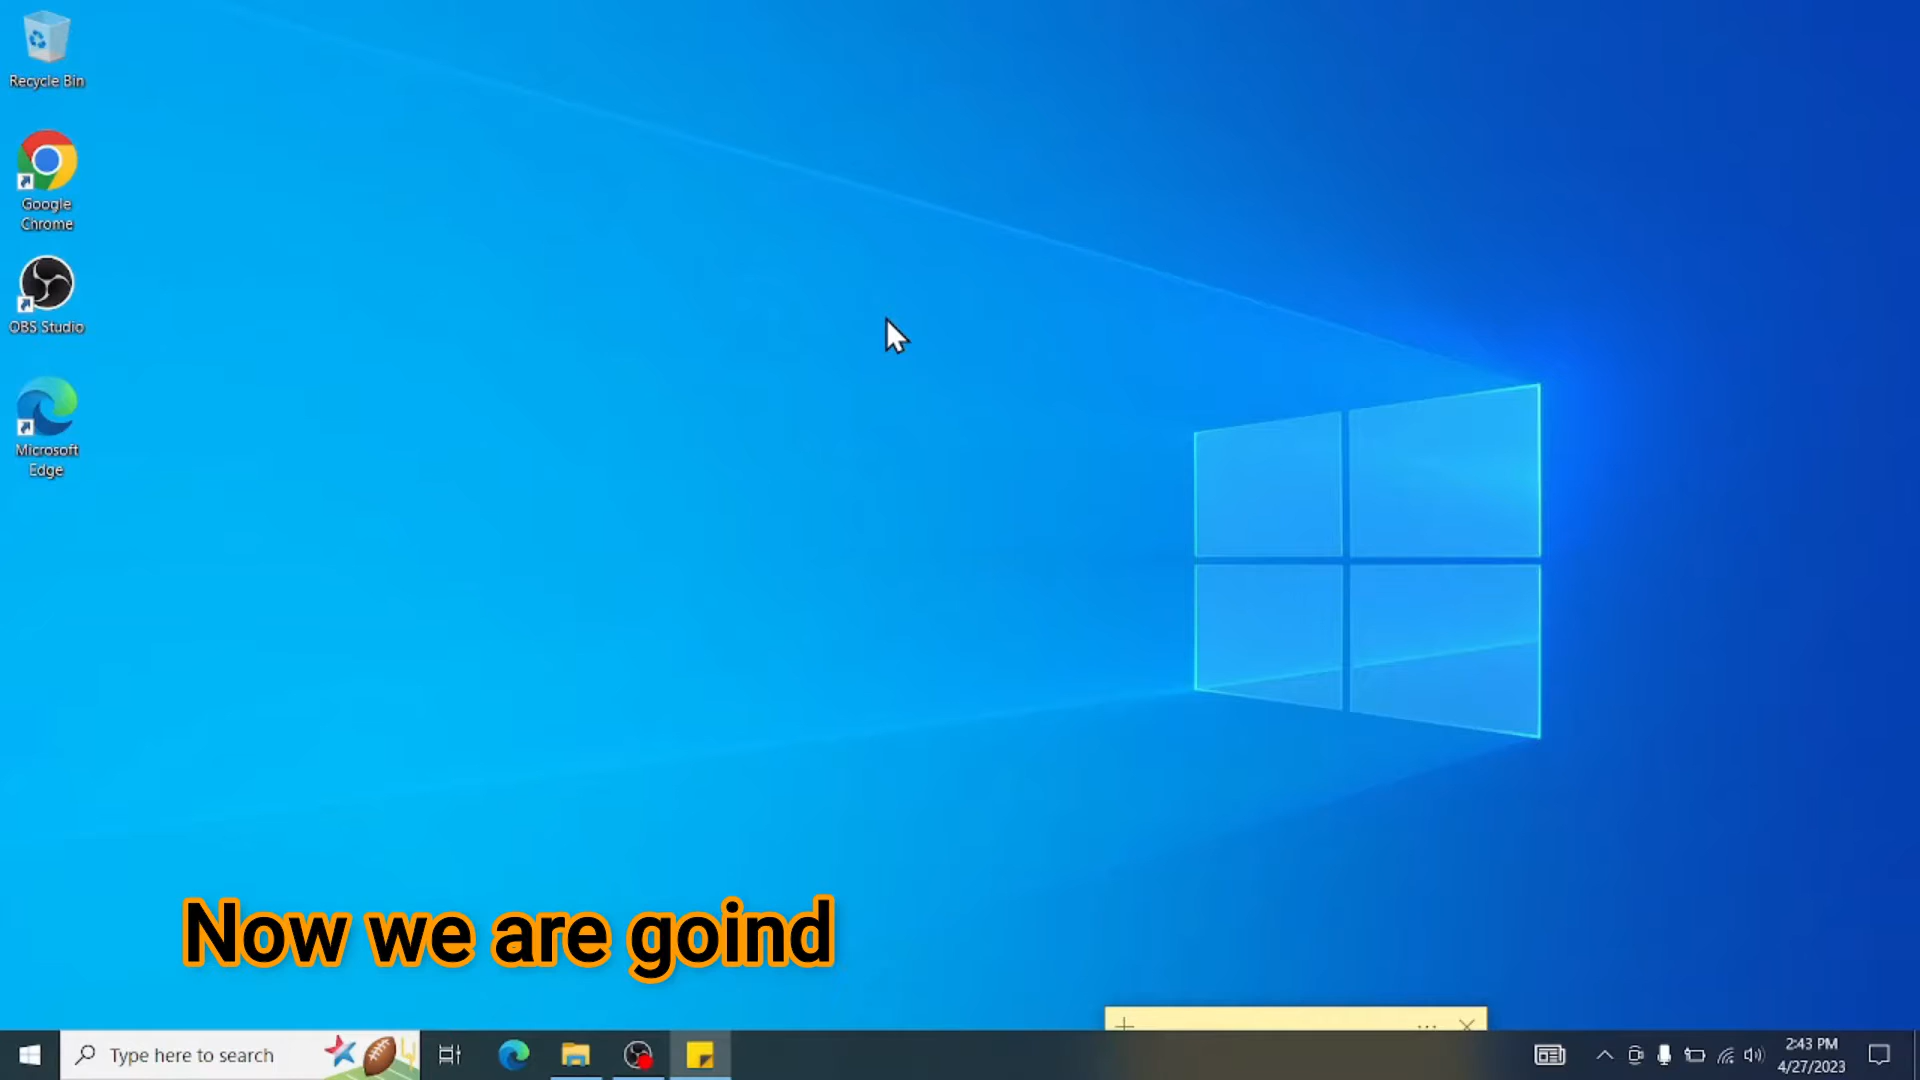 Recycle Bin
Google
Chrome
OBS Studio
Microsoft
Edge
Now we are goind
Type here to search
2:43 PM
4/27/2023